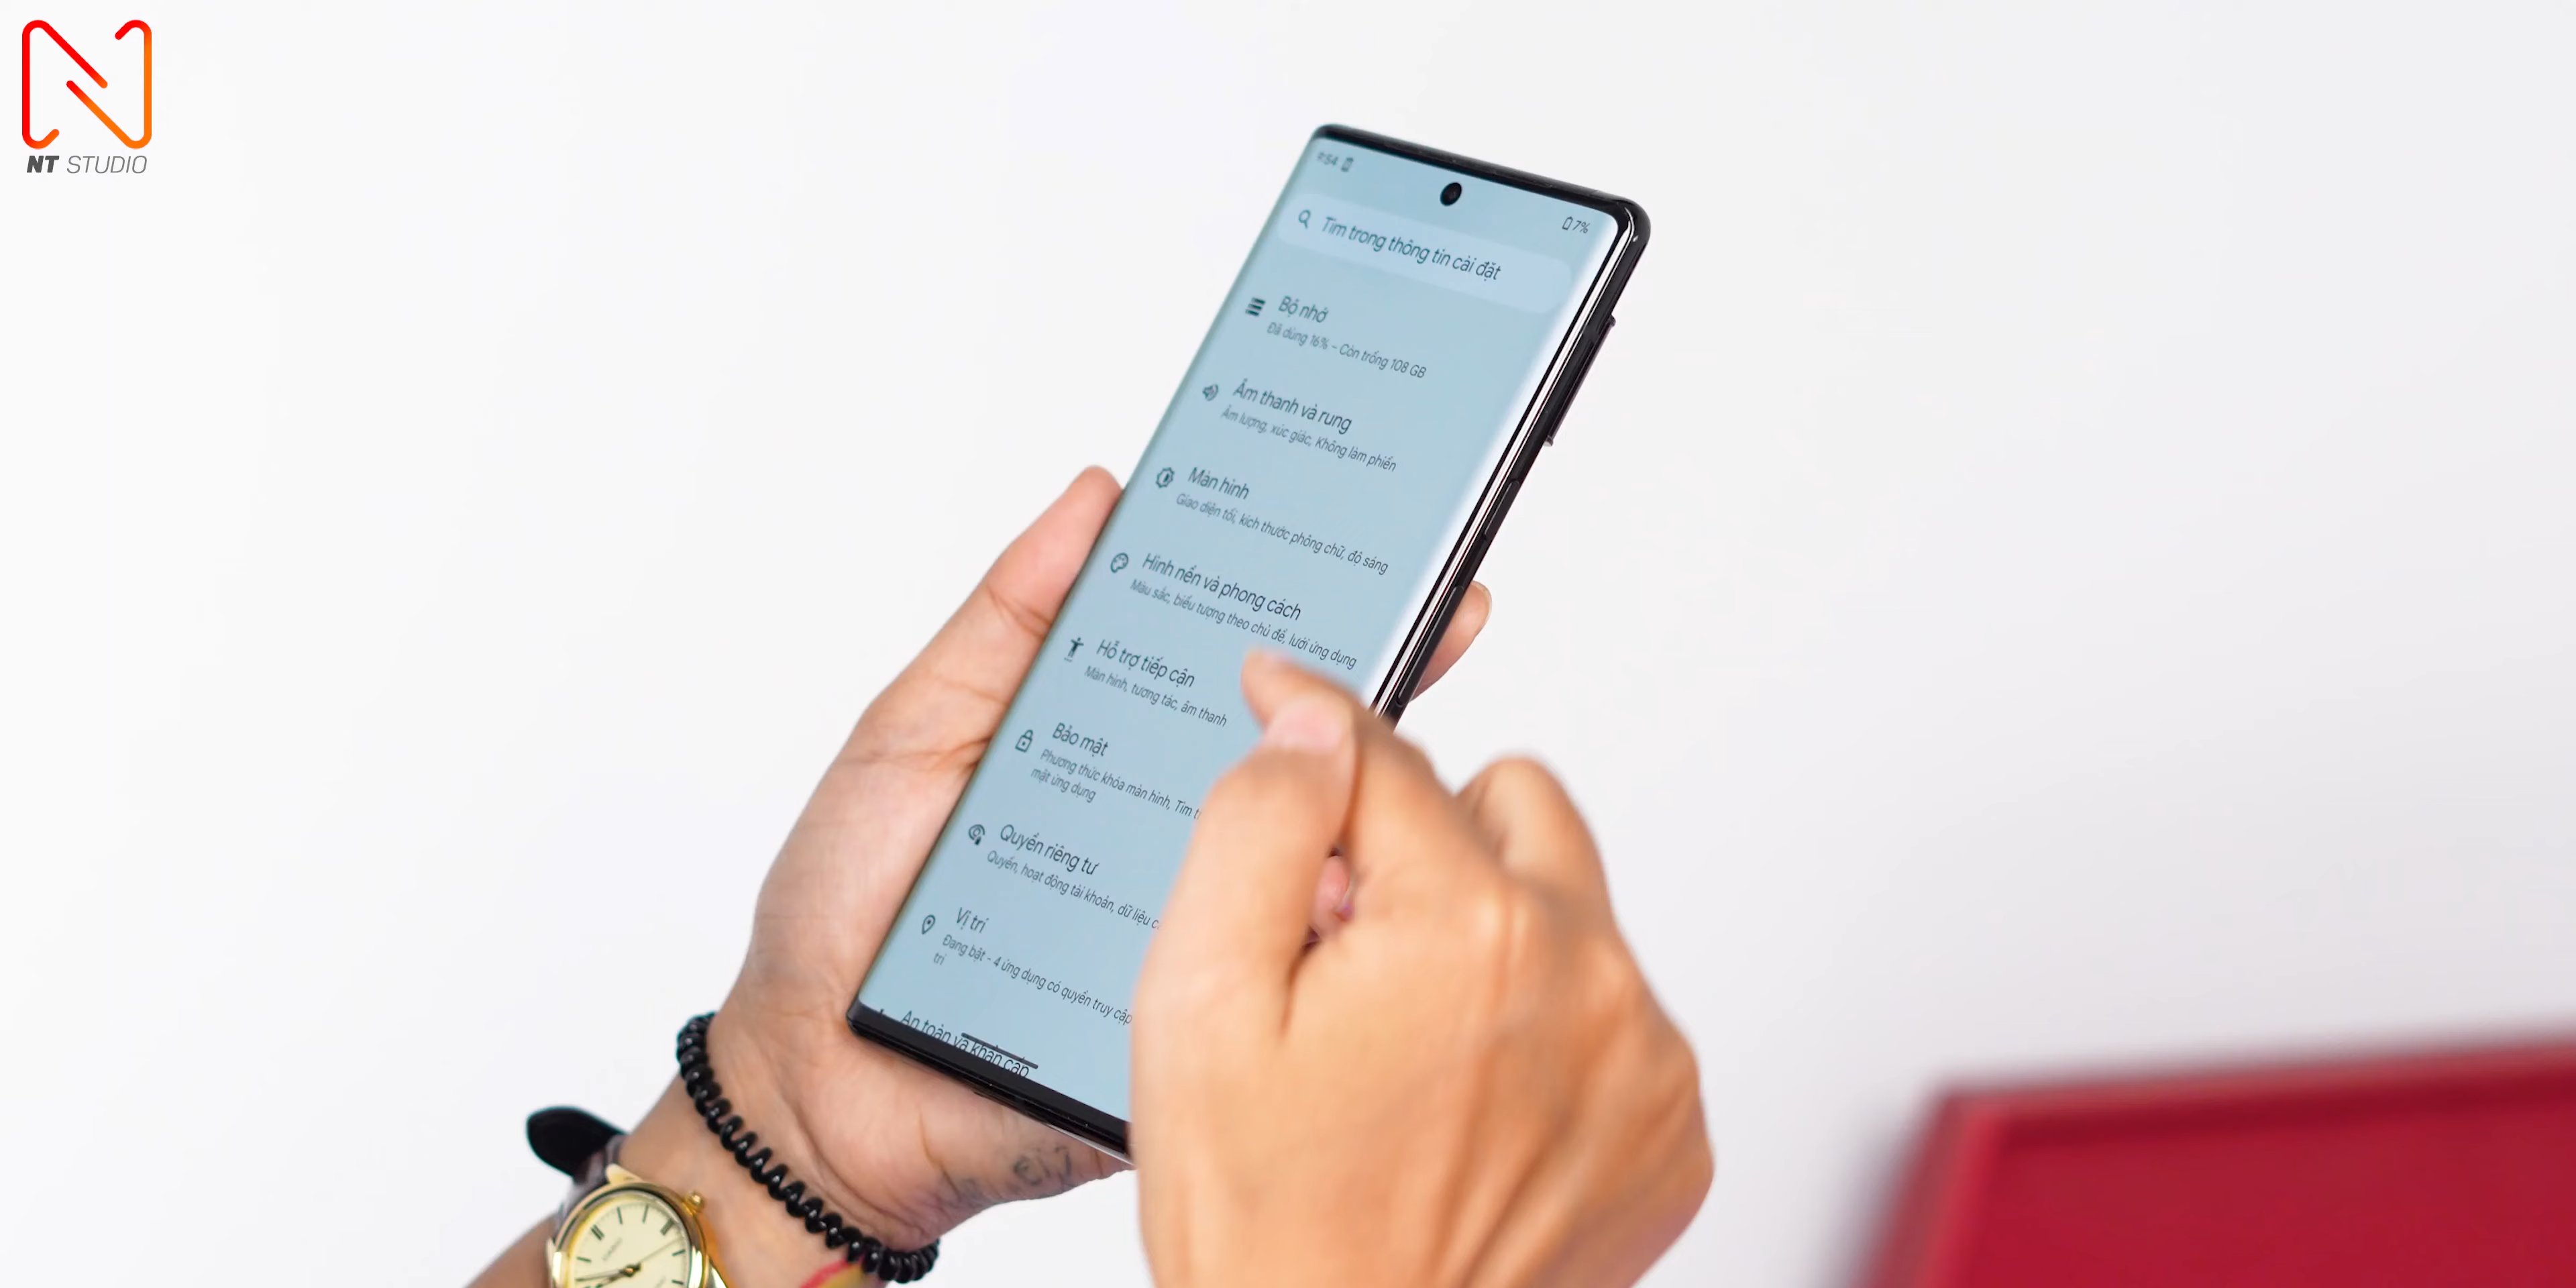 NT STUDIO
9:54
7%
Tìm trong thông tin cài đặt
Bộ nhớ
Đã dùng 16% – Còn trống 108 GB
Âm thanh và rung
Âm lượng, xúc giác, Không làm phiền
Màn hình
Giao diện tối, kích thước phông chữ, độ sáng
Hình nền và phong cách
Màu sắc, biểu tượng theo chủ đề, lưới ứng dụng
Hỗ trợ tiếp cận
Màn hình, tương tác, âm thanh
Bảo mật
Phương thức khóa màn hình, Tìm
mật ứng dụng
Quyền riêng tư
Quyền, hoạt động tài khoản, dữ liệu
Vị trí
Đang bật - 4 ứng dụng có quyền truy cập
trí
An toàn và khẩn cấp